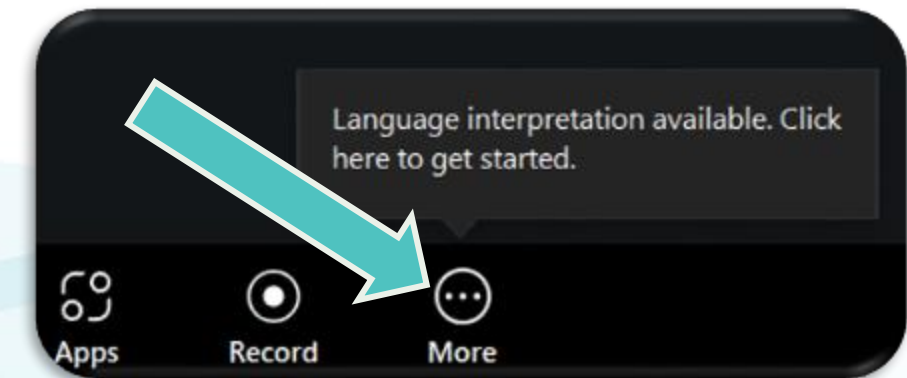 Language interpretation available. Click
here to get started.
Apps
Record
More